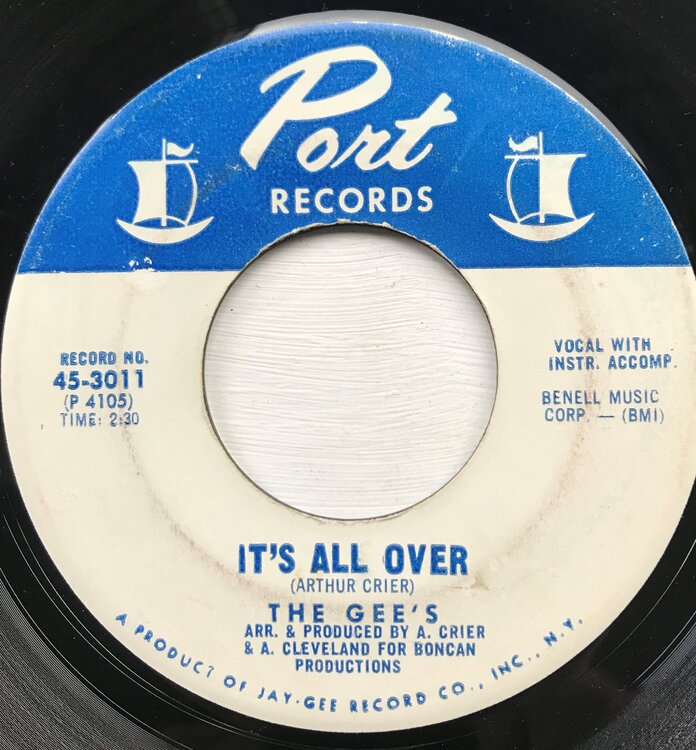 Port
RECORDS
RECORD NO.
45-3011
(P 4105)
TIME: 2:30
VOCAL WITH
INSTR. ACCOMP.
BENELL MUSIC
CORP. — (BMI)
IT'S ALL OVER
(ARTHUR CRIER)
THE GEE'S
ARR. & PRODUCED BY A. CRIER
& A. CLEVELAND FOR BONCAN
PRODUCTIONS
A PRODUCT OF JAY-GEE RECORD CO., INC., N.Y.